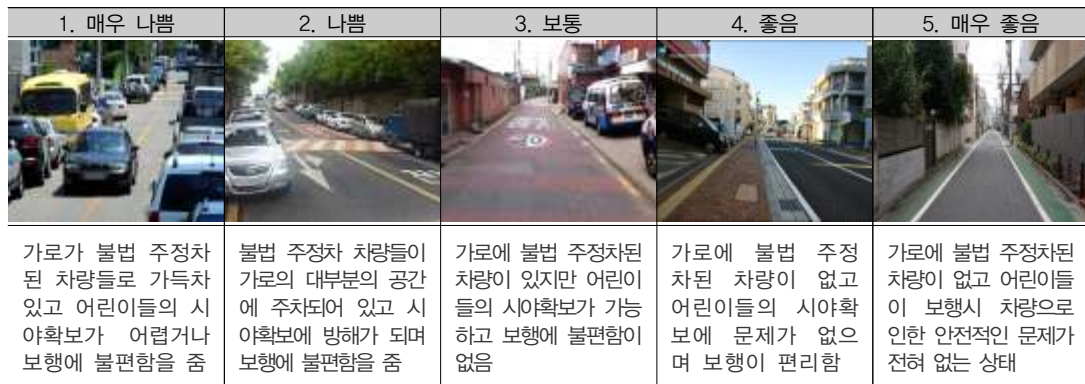 1. 매우 나쁨
2. 나쁨
3. 보통
4. 좋음
5. 매우 좋음
가로가 불법 주정차
된 차량들로 가득차
있고 어린이들의 시
야확보가 어렵거나
보행에 불편함을 줌
불법 주정차 차량들이
가로의 대부분의 공간
에 주차되어 있고 시
야확보에 방해가 되며
보행에 불편함을 줌
가로에 불법 주정차된
차량이 있지만 어린이
들의 시야확보가 가능
하고 보행에 불편함이
없음
가로에 불법 주정
차된 차량이 없고
어린이들의 시야확
보에 문제가 없으
며 보행이 편리함
가로에 불법 주정차된
차량이 없고 어린이들
이 보행시 차량으로
인한 안전적인 문제가
전혀 없는 상태